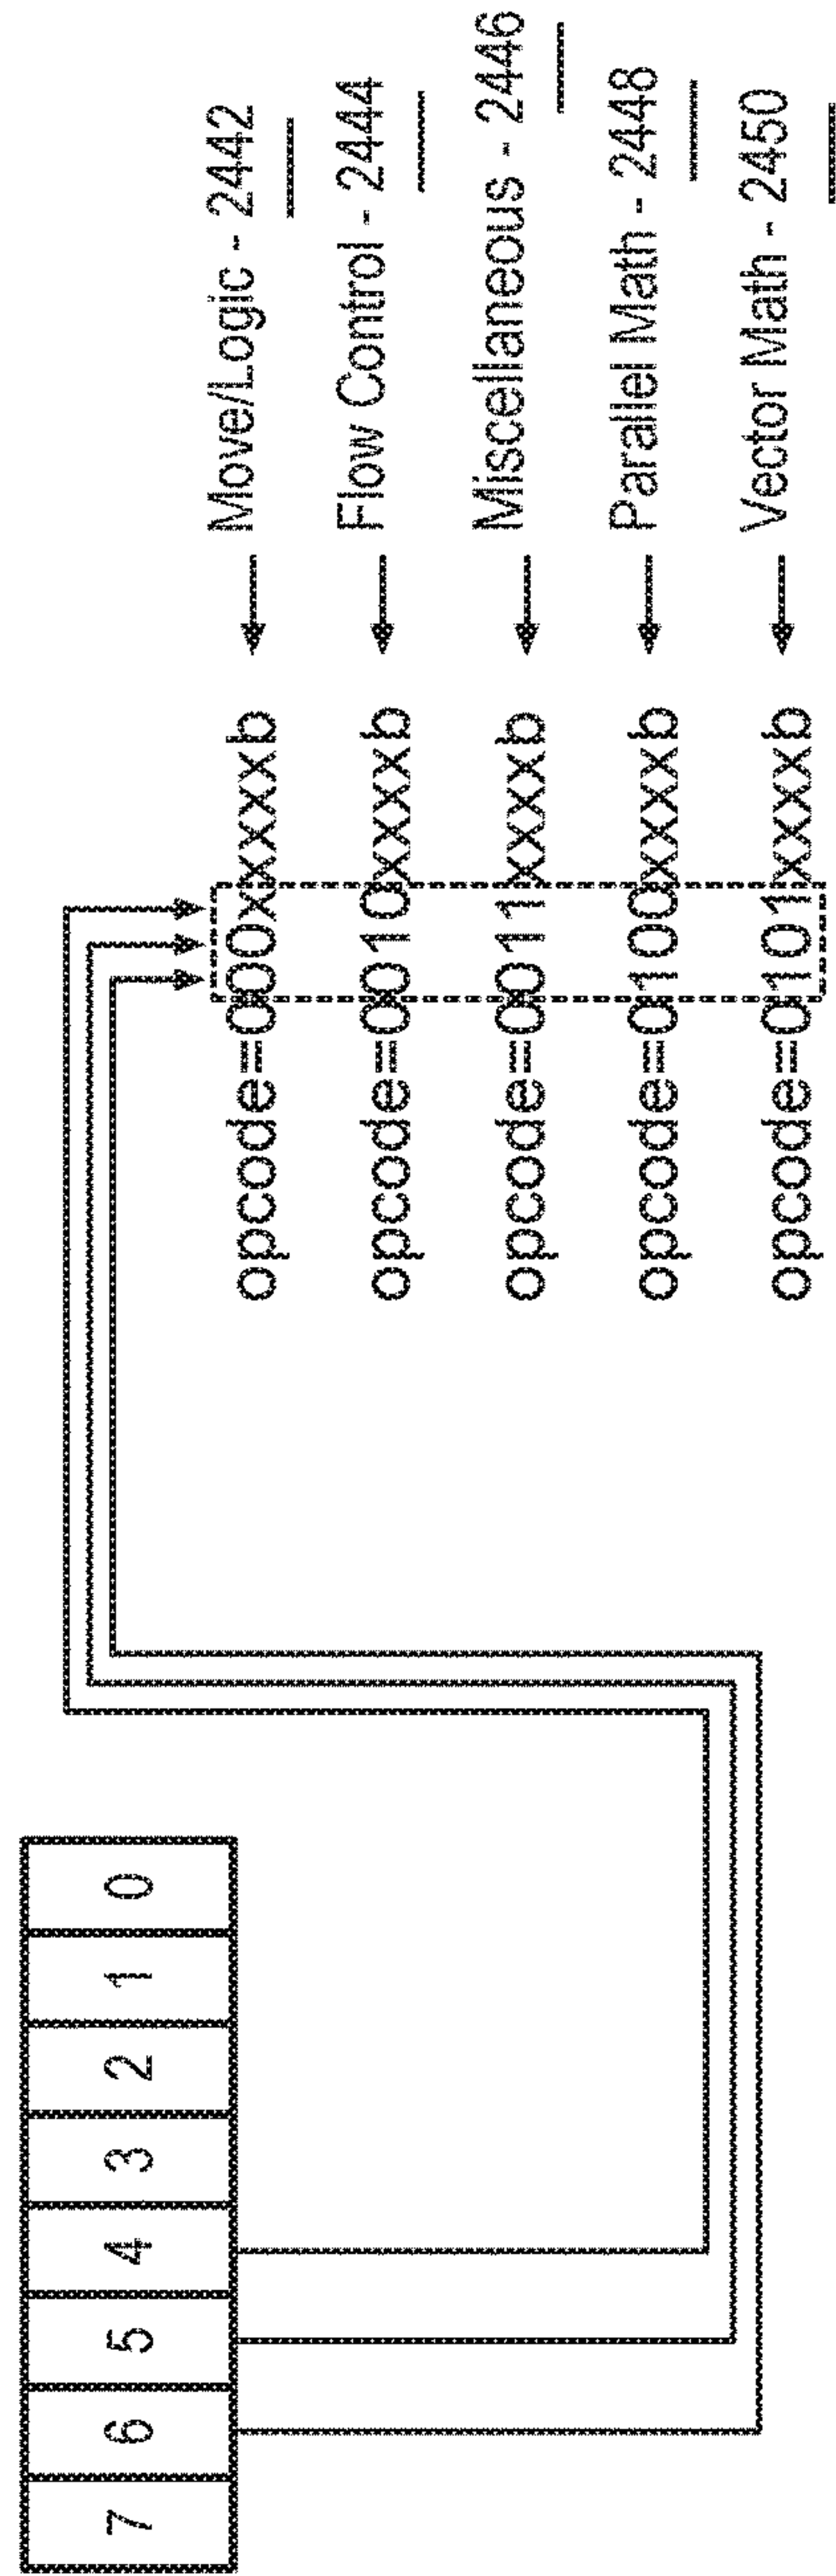 7 6 5 4 3 2 1 0
opcode=000xxxxxb Move/Logic - 2442
opcode=0010xxxxb Flow Control - 2444
opcode=0011xxxxb Miscellaneous - 2446
opcode=0100xxxxb Parallel Math - 2448
opcode=0101xxxxb Vector Math - 2450